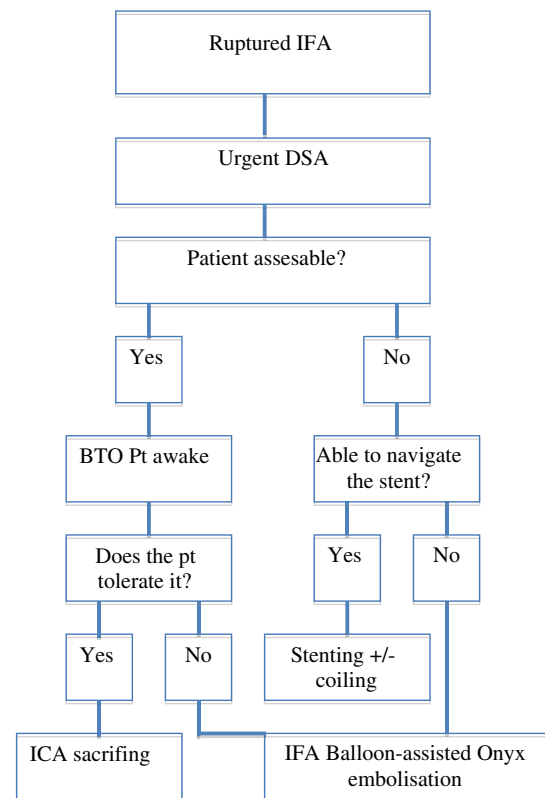 Ruptured IFA
Urgent DSA
Patient assesable?
Yes
No
BTO Pt awake
Able to navigate
the stent?
Does the pt
tolerate it?
Yes
No
Yes
No
Stenting +/-
coiling
ICA sacrifing
IFA Balloon-assisted Onyx
embolisation